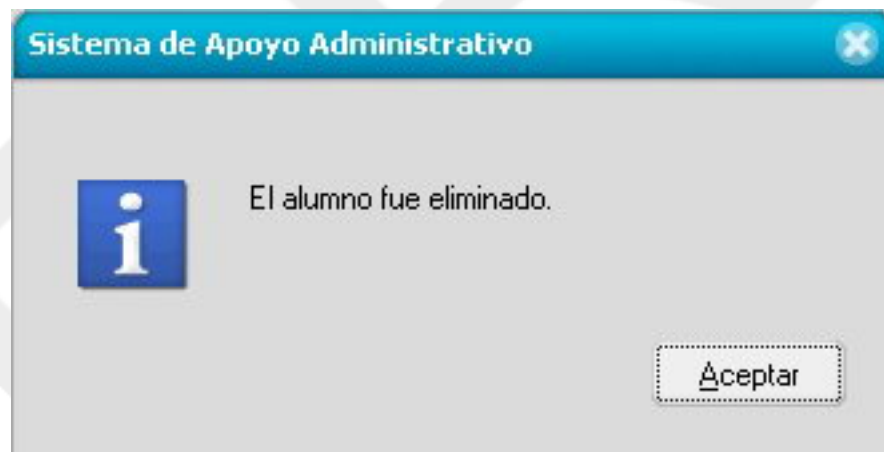 Sistema de Apoyo Administrativo
El alumno fue eliminado.
Aceptar